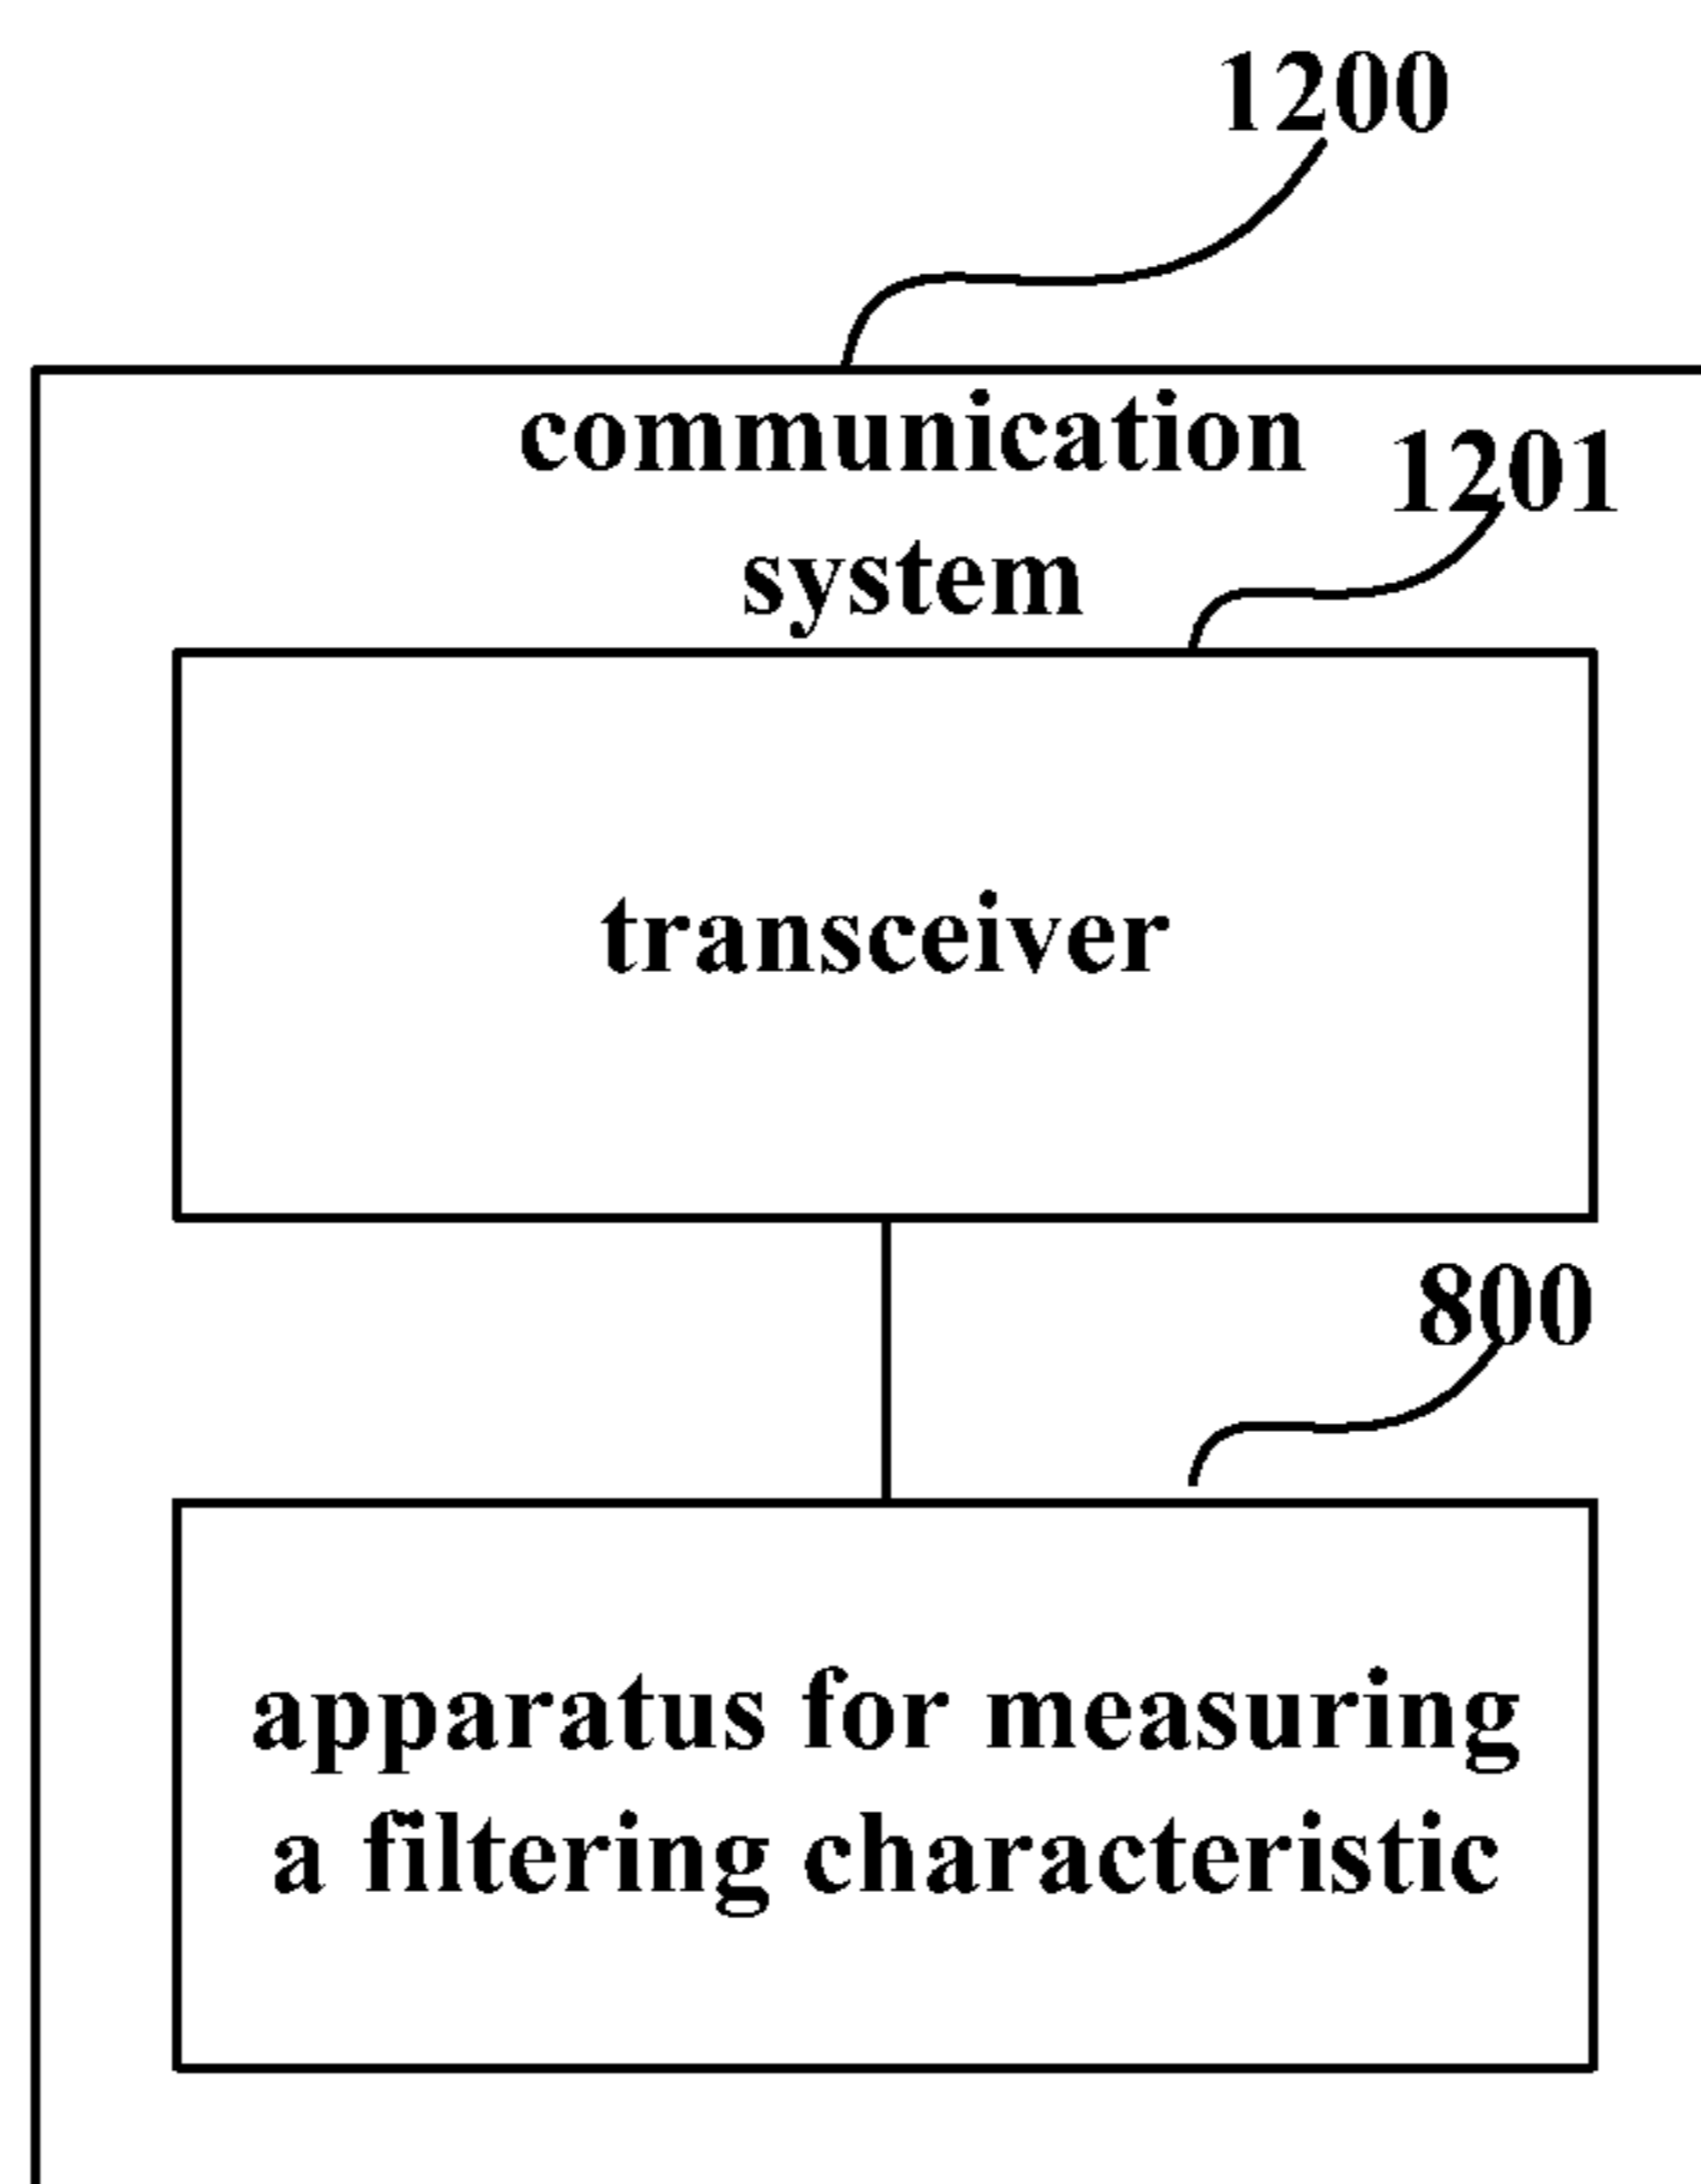 1200
communication
1201
system
transceiver
800
apparatus for measuring
a filtering characteristic